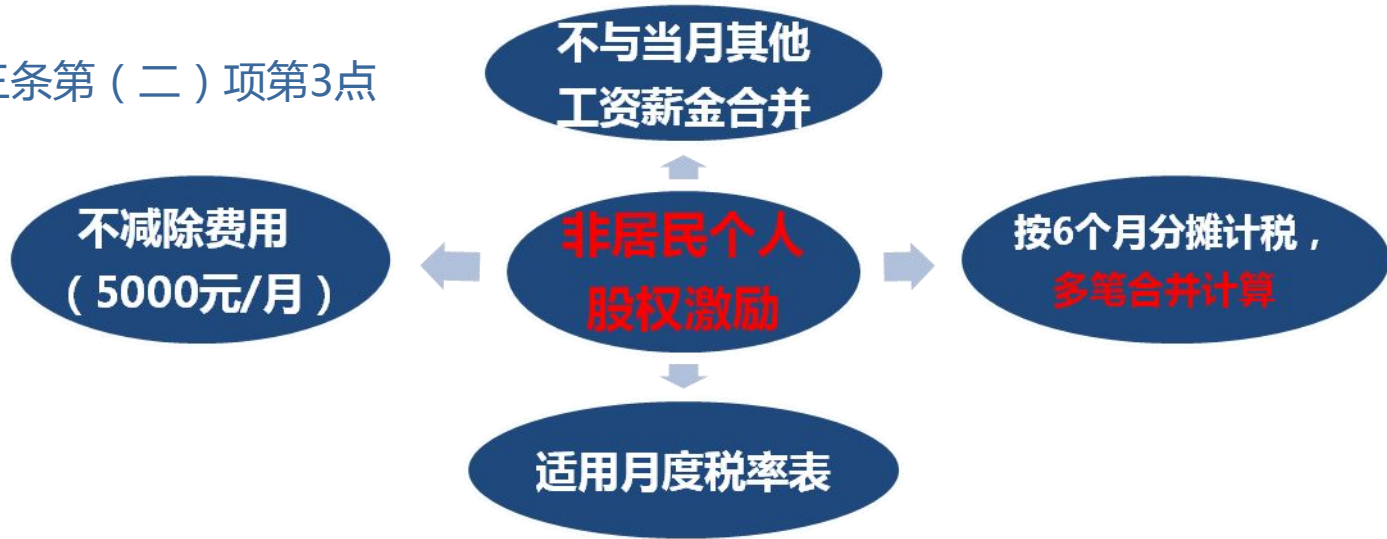 条第（二）项第3点
不与当月其他
工资薪金合并
不减除费用
（5000元/月）
非居民个人
股权激励
按6个月分摊计税，
多笔合并计算
适用月度税率表